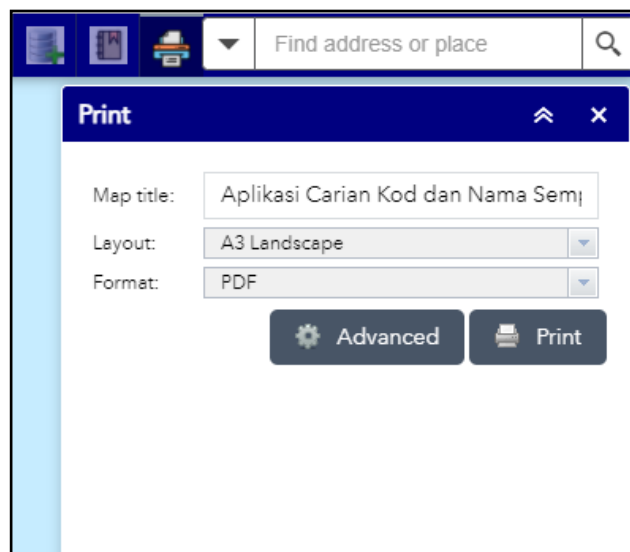 Find address or place
Print
Map title: Aplikasi Carian Kod dan Nama
Layout: A3 Landscape
Format: PDF
Advanced Print